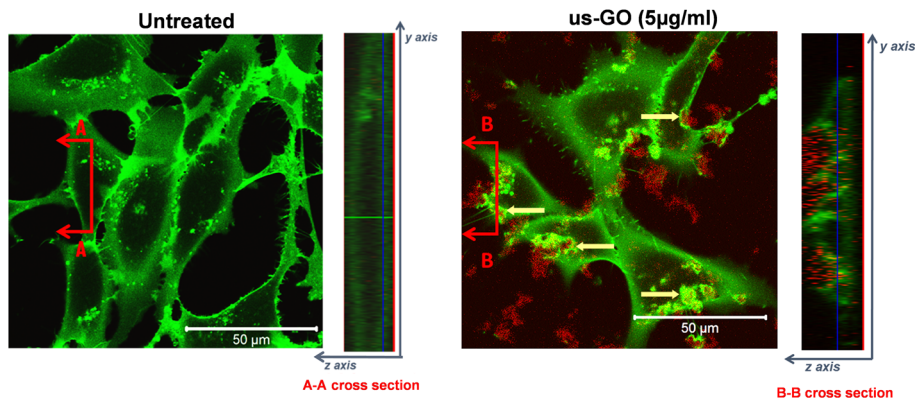 Untreated
us-GO (5µg/ml)
y axis
A
A
50 µm
z axis
A-A cross section
y axis
B
B
50 µm
z axis
B-B cross section